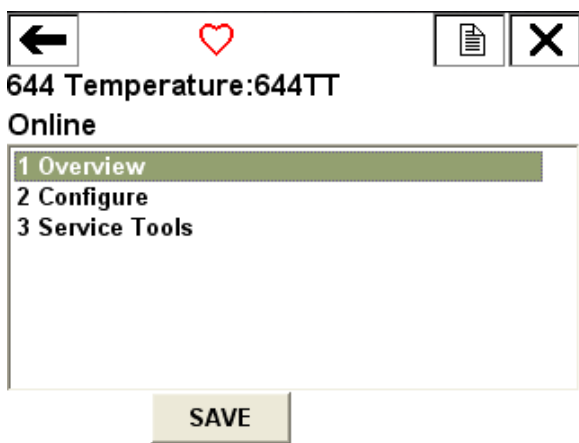 644 Temperature:644TT
Online
1 Overview
2 Configure
3 Service Tools
SAVE